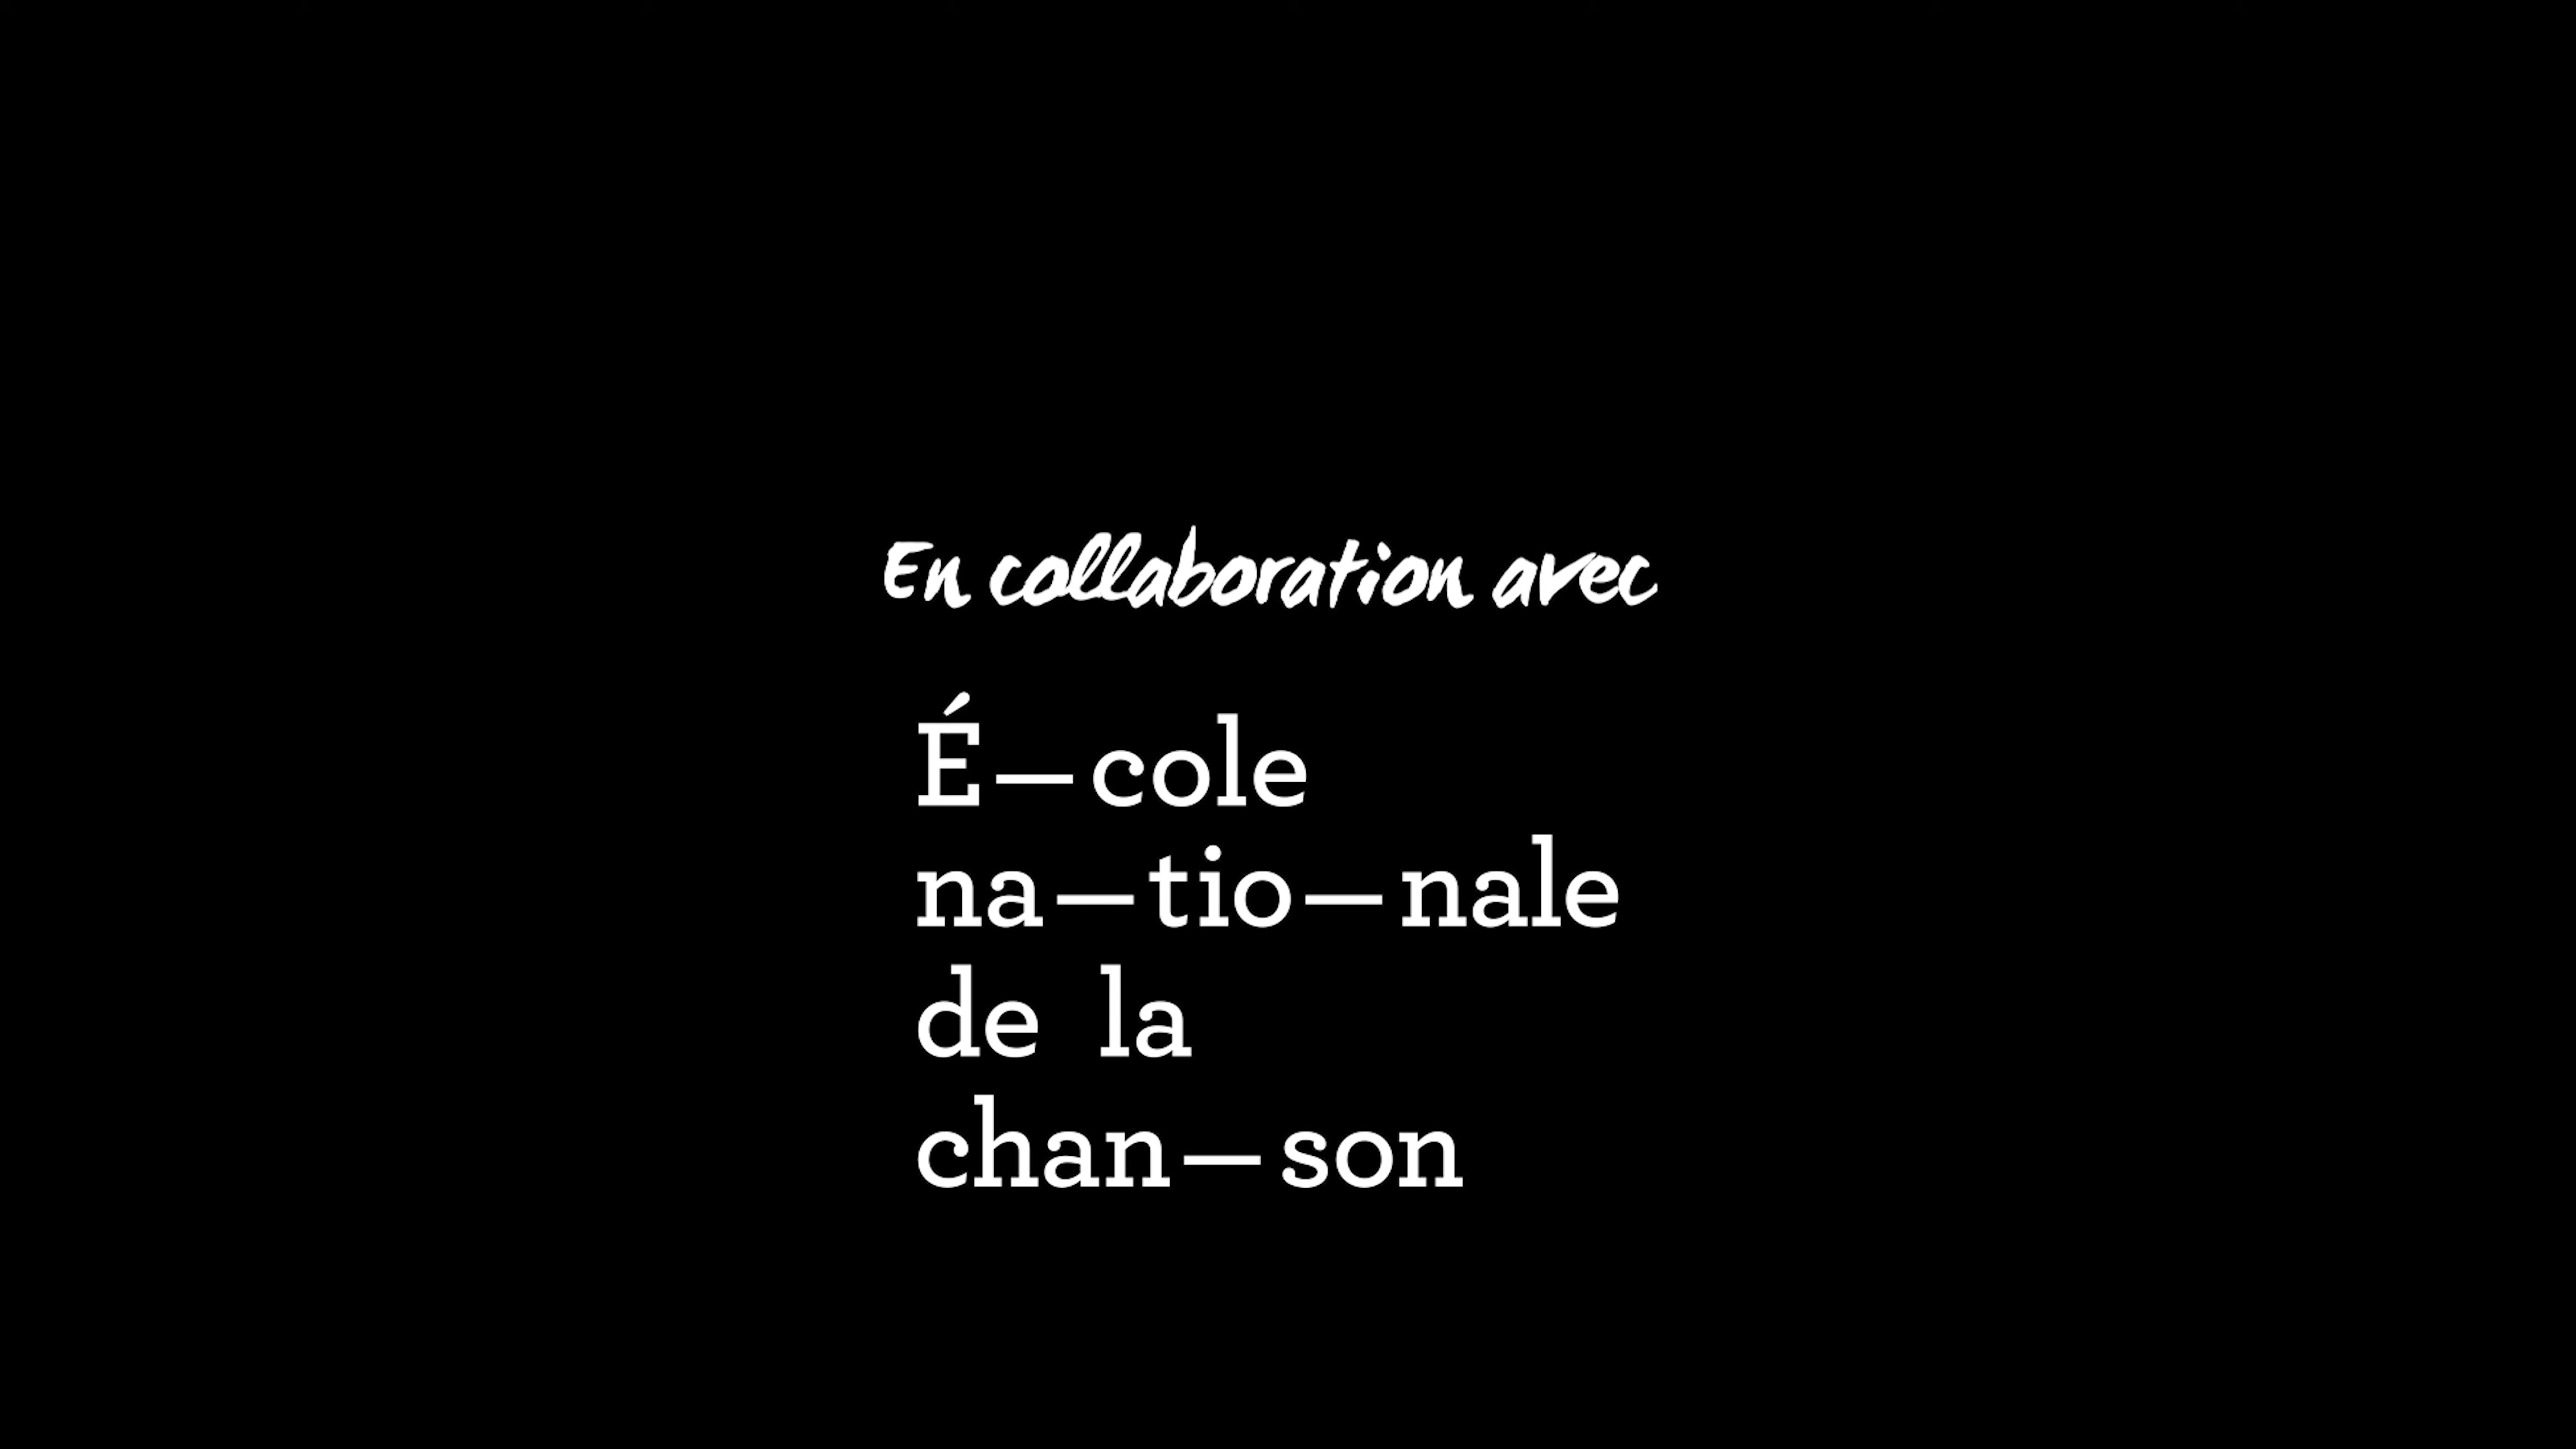 En collaboration avec
É—cole
na—tio—nale
de la
chan—son